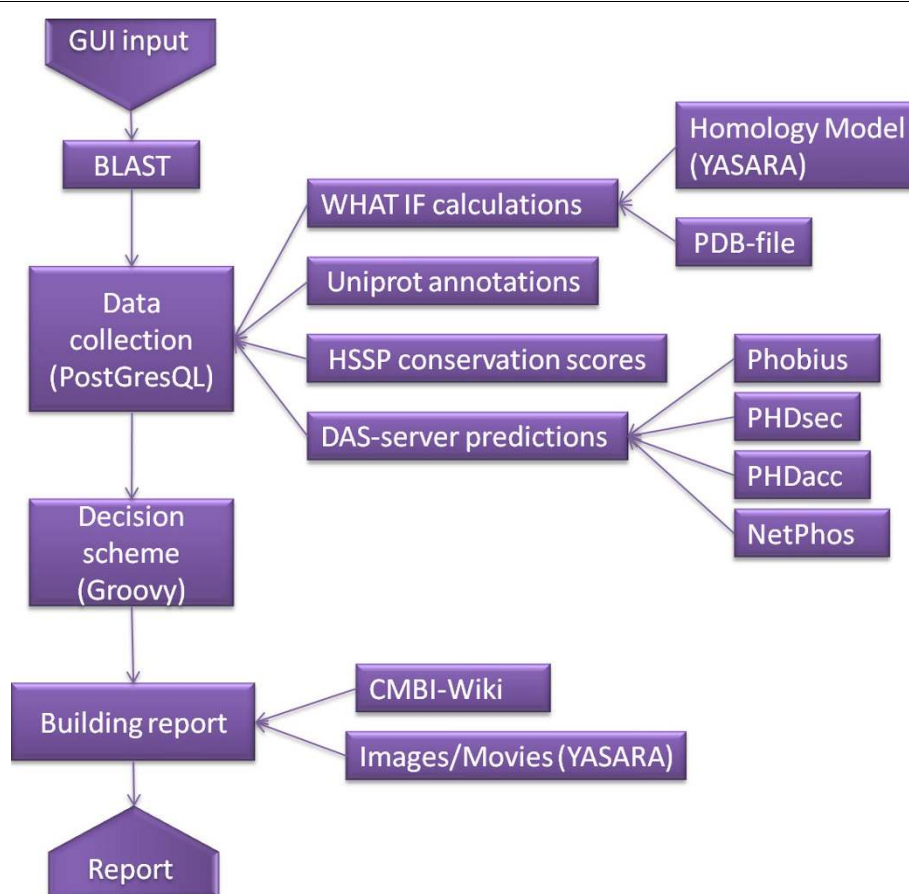 GUI input
BLAST
Data
collection
(PostGresQL)
Decision
scheme
(Groovy)
Building report
Report
WHAT IF calculations
Uniprot annotations
HSSP conservation scores
DAS-server predictions
Homology Model
(YASARA)
PDB-file
Phobius
PHDsec
PHDacc
NetPhos
CMBI-Wiki
Images/Movies (YASARA)